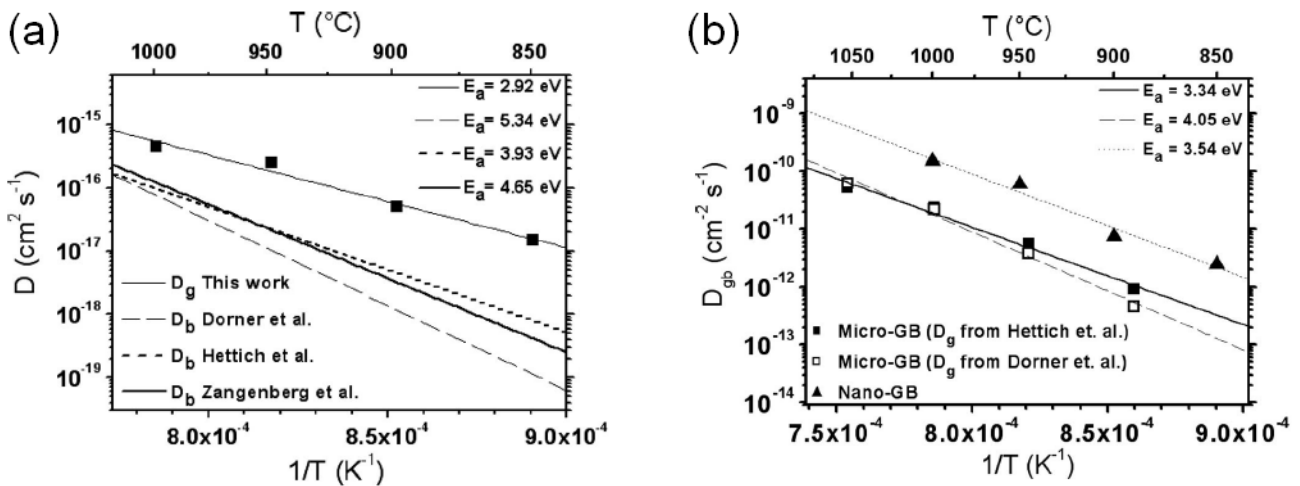 (a)
T (°C)
1000 950 900 850
E_a= 2.92 eV
E_a= 5.34 eV
E_a= 3.93 eV
E_a= 4.65 eV
10^-15
10^-16
10^-17
10^-18
10^-19
D (cm^2 s^-1)
D_g This work
D_b Dorner et al.
D_b Hettich et al.
D_b Zangenberg et al.
8.0x10^-4 8.5x10^-4 9.0x10^-4
1/T (K^-1)
(b)
T (°C)
1050 1000 950 900 850
E_a = 3.34 eV
E_a = 4.05 eV
E_a = 3.54 eV
10^-9
10^-10
10^-11
10^-12
10^-13
10^-14
D_gb (cm^-2 s^-1)
Micro-GB (D_g from Hettich et. al.)
Micro-GB (D_g from Dorner et. al.)
Nano-GB
7.5x10^-4 8.0x10^-4 8.5x10^-4 9.0x10^-4
1/T (K^-1)